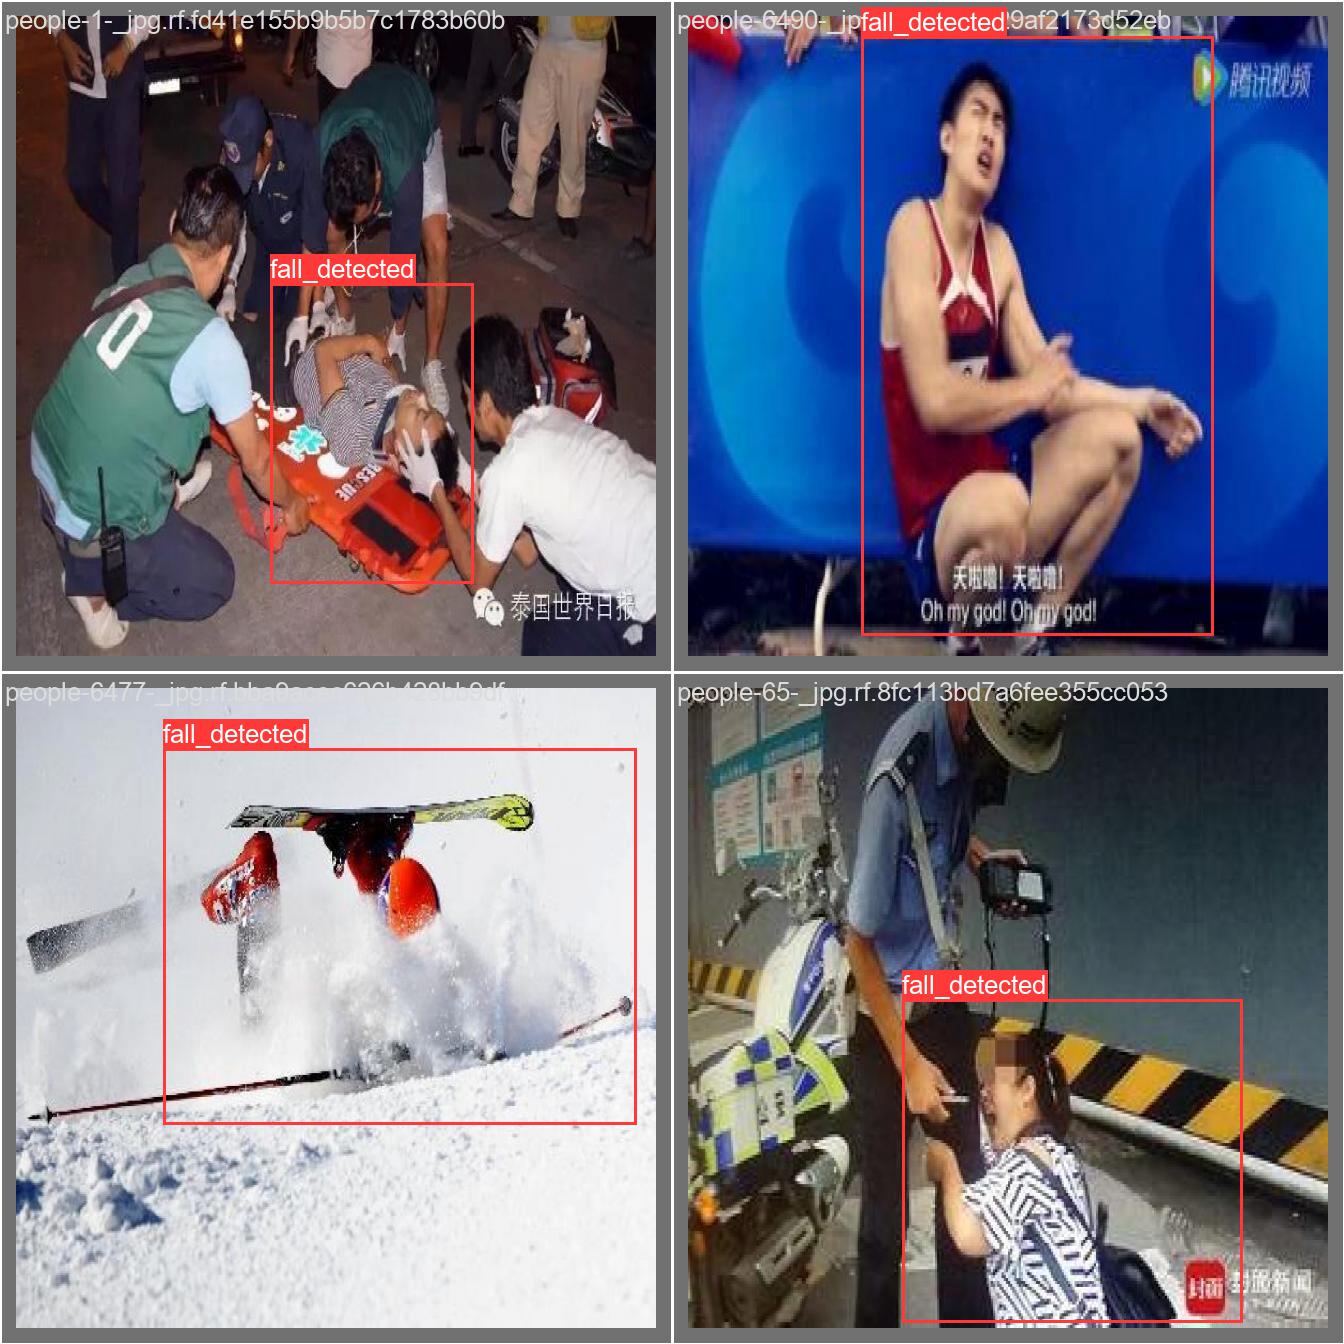 people-1-_jpg.rf.fd41e155b9b5b7c1783b60b
fall_detected
RESCUE
泰国世界日报
people-6490-_jp
fall_detected
9af2173d52eb
腾讯视频
天啦噜！天啦噜！
Oh my god! Oh my god!
people-6477-_jpg.rf.bba9acec626b429bb9df
fall_detected
people-65-_jpg.rf.8fc113bd7a6fee355cc053
fall_detected
封面
封面新闻